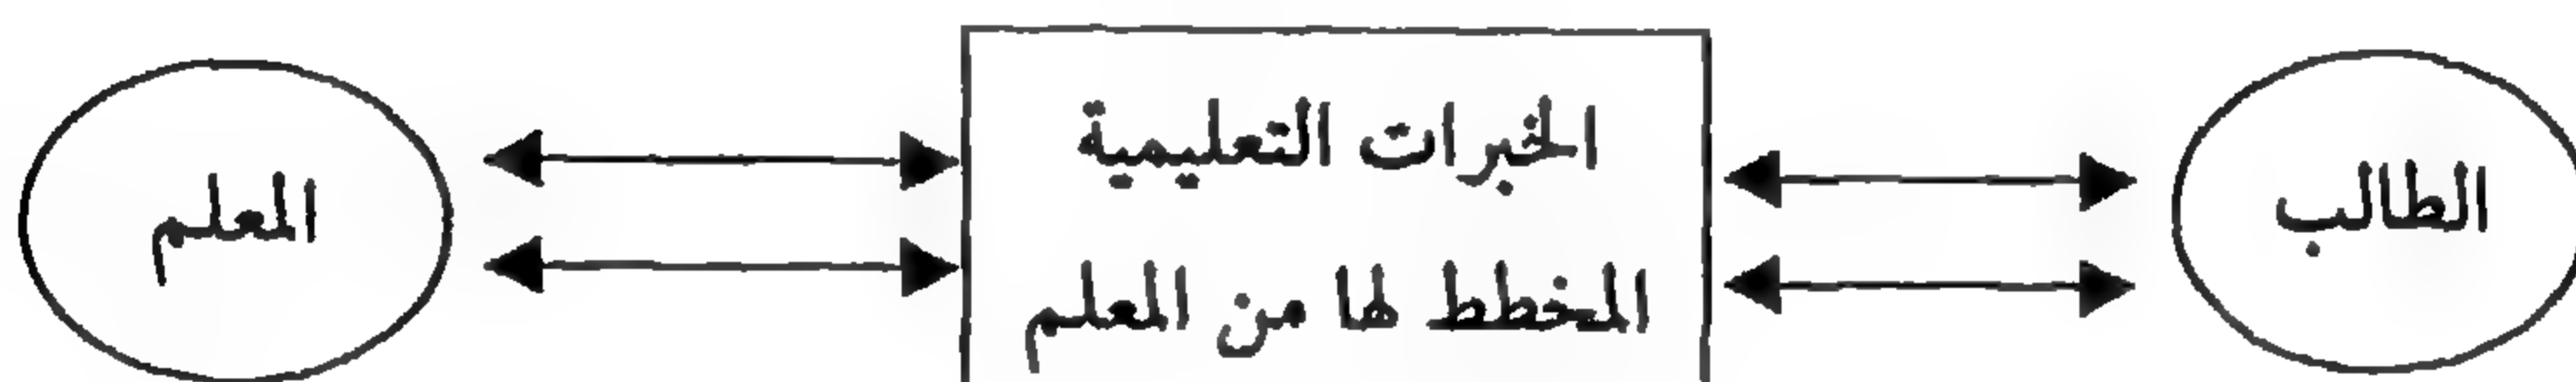 الطالب
الخبرات التعليمية
المخطط لها من المعلم
المعلم